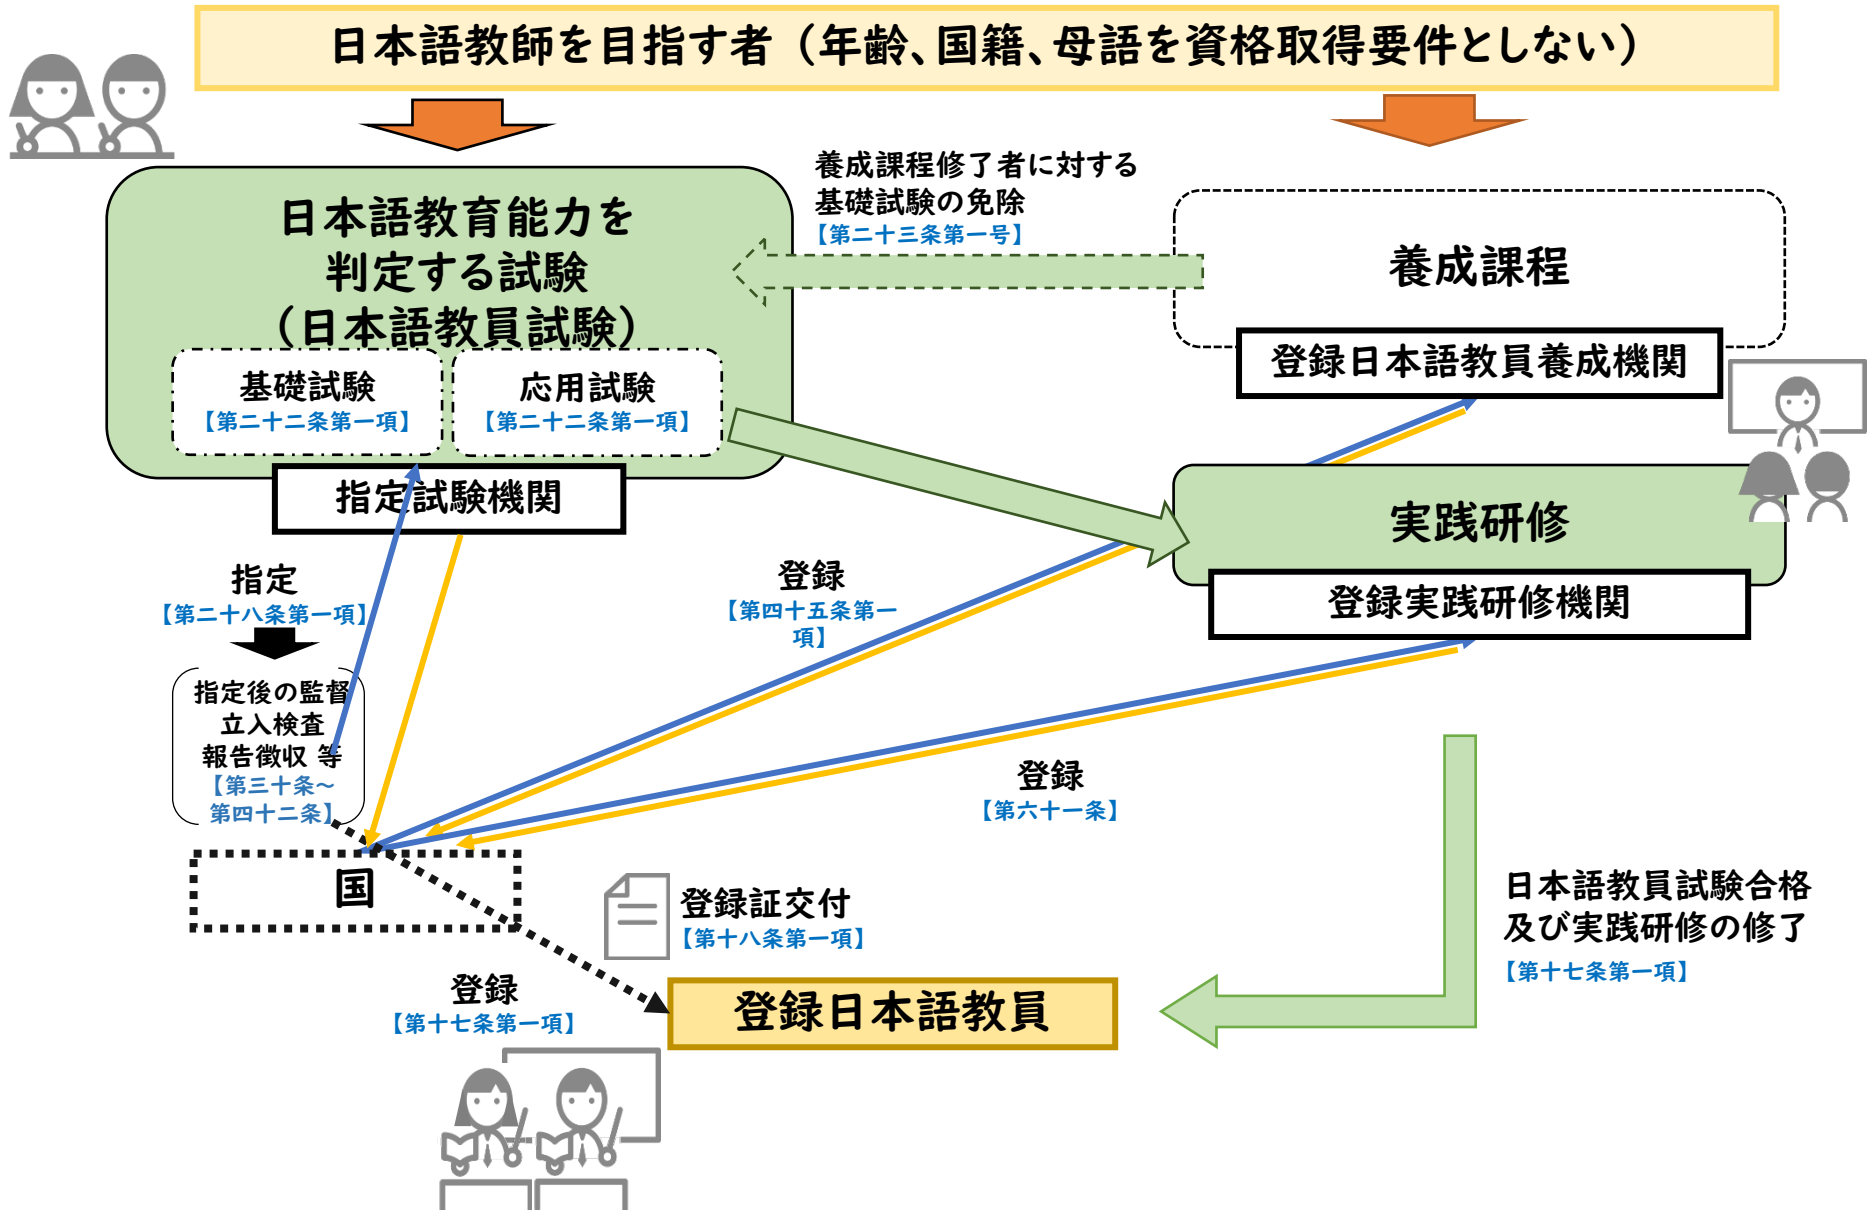 日本語教師を目指す者（年齢、国籍、母語を資格取得要件としない）
日本語教育能力を
判定する試験
（日本語教員試験）
基礎試験
【第二十二条第一項】
応用試験
【第二十二条第一項】
指定試験機関
養成課程修了者に対する
基礎試験の免除
【第二十三条第一号】
養成課程
登録日本語教員養成機関
実践研修
登録実践研修機関
指定
【第二十八条第一項】
指定後の監督
立入検査
報告徴収 等
【第三十条～
第四十二条】
登録
【第四十五条第一
項】
登録
【第六十一条】
国
登録証交付
【第十八条第一項】
登録
【第十七条第一項】
登録日本語教員
日本語教員試験合格
及び実践研修の修了
【第十七条第一項】